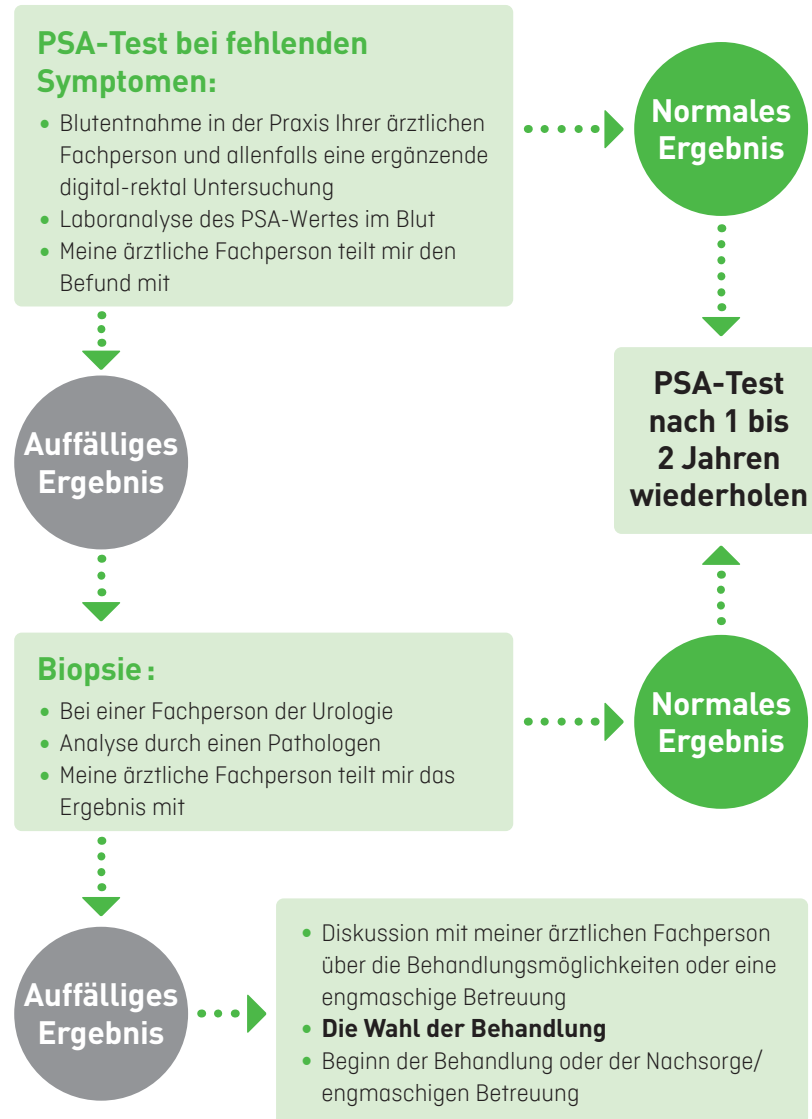 PSA-Test bei fehlenden
Symptomen:
• Blutentnahme in der Praxis Ihrer ärztlichen
Fachperson und allenfalls eine ergänzende
digital-rektal Untersuchung
• Laboranalyse des PSA-Wertes im Blut
• Meine ärztliche Fachperson teilt mir den
Befund mit
Normales
Ergebnis
Auffälliges
Ergebnis
PSA-Test
nach 1 bis
2 Jahren
wiederholen
Biopsie:
• Bei einer Fachperson der Urologie
• Analyse durch einen Pathologen
• Meine ärztliche Fachperson teilt mir das
Ergebnis mit
Normales
Ergebnis
Auffälliges
Ergebnis
• Diskussion mit meiner ärztlichen Fachperson
über die Behandlungsmöglichkeiten oder eine
engmaschige Betreuung
• Die Wahl der Behandlung
• Beginn der Behandlung oder der Nachsorge/
engmaschigen Betreuung